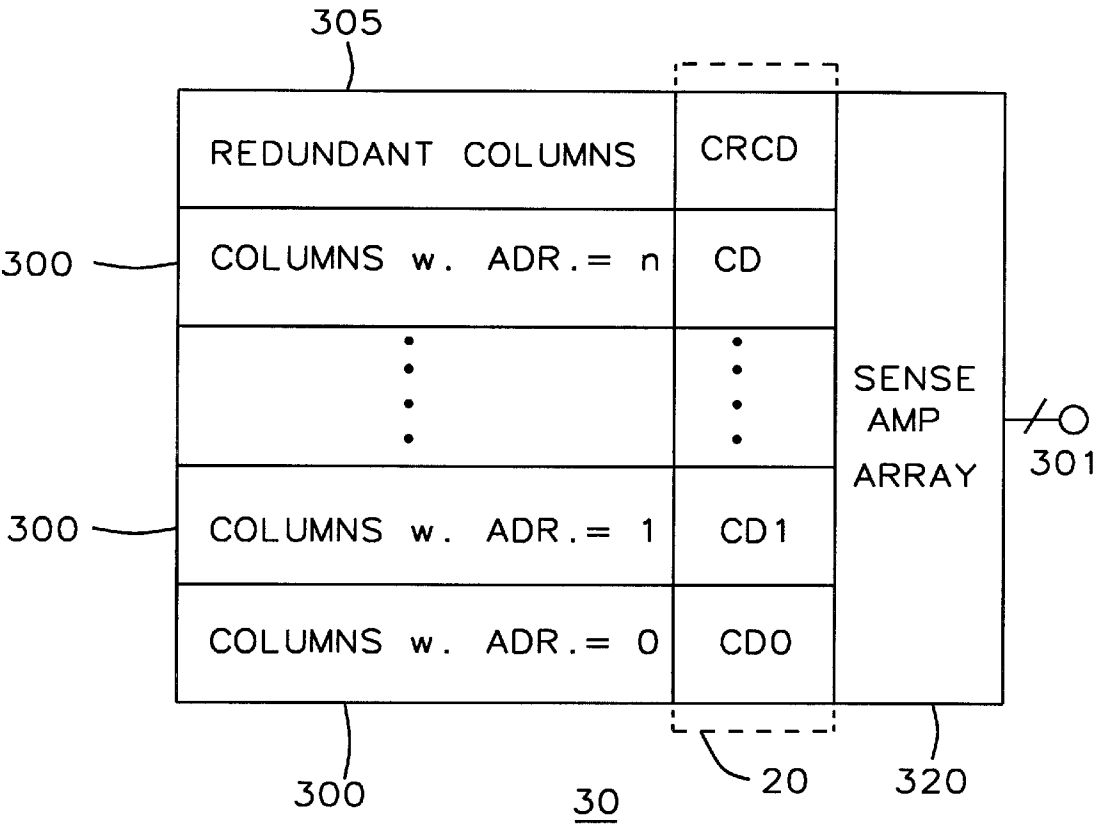 305
REDUNDANT COLUMNS CRCD
300 COLUMNS w. ADR.= n CD
SENSE
AMP
ARRAY
301
300 COLUMNS w. ADR.= 1 CD1
COLUMNS w. ADR.= 0 CD0
300 30 20 320